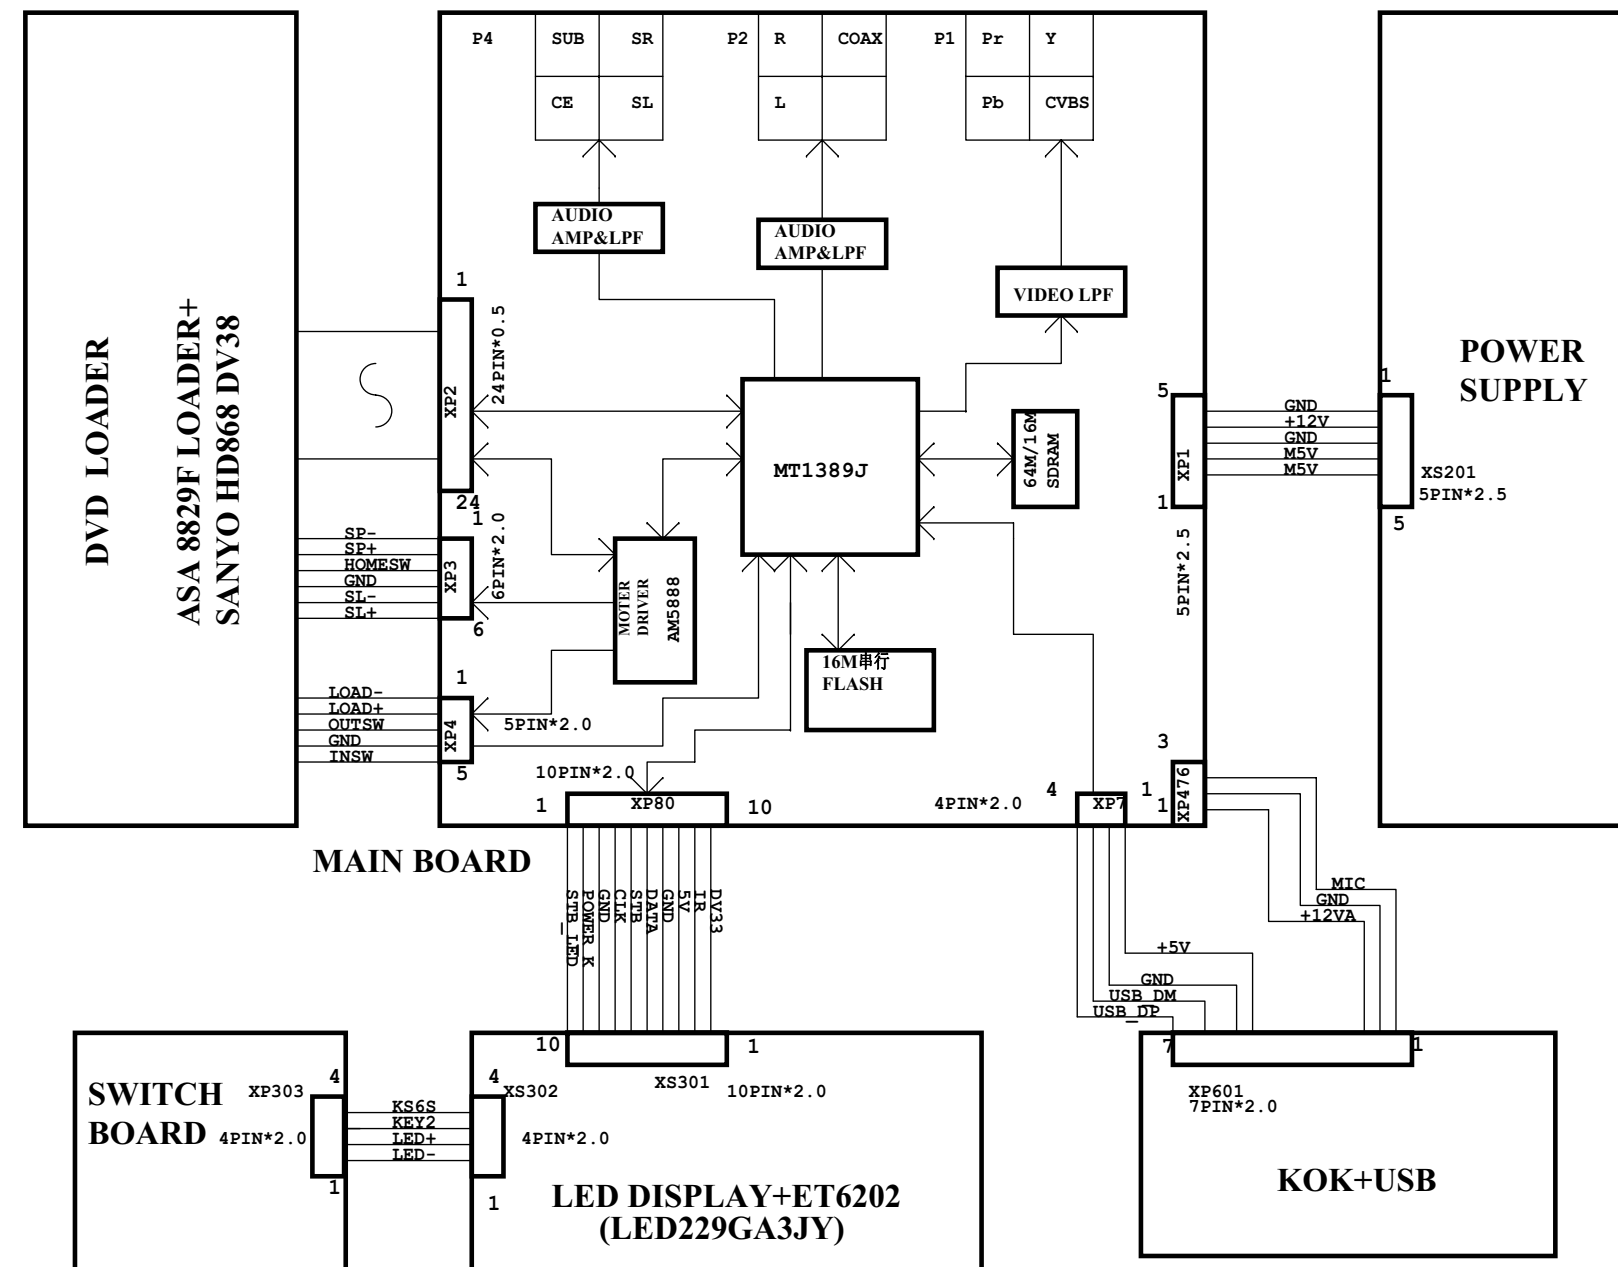 P4
SUB
SR
P2
R
COAX
P1
Pr
Y
CE
SL
L
Pb
CVBS
AUDIO
AMP&LPF
AUDIO
AMP&LPF
VIDEO LPF
DVD LOADER
ASA 8829F LOADER+
SANYO HD868 DV38
1
XP2
24PIN*0.5
24
MT1389J
64M/16M
SDRAM
5
XP1
1
5PIN*2.5
GND
+12V
GND
M5V
M5V
1
XS201
5PIN*2.5
5
POWER
SUPPLY
SP-
SP+
HOMESW
GND
SL-
SL+
1
XP3
6PIN*2.0
6
MOTER
DRIVER
AM5888
16M串行
FLASH
LOAD-
LOAD+
OUTSW
GND
INSW
1
XP4
5
5PIN*2.0
10PIN*2.0
1
XP80
10
4PIN*2.0
4
XP7
1
3
XP476
1
MAIN BOARD
STB_LED
POWER_K
GND
CLK
STB
DATA
GND
5V
IR
DV33
MIC
GND
+12VA
+5V
GND
USB_DM
USB_DP
SWITCH
BOARD
XP303
4
4PIN*2.0
1
KS6S
KEY2
LED+
LED-
4
XS302
4PIN*2.0
1
10
1
XS301
10PIN*2.0
LED DISPLAY+ET6202
(LED229GA3JY)
7
1
XP601
7PIN*2.0
KOK+USB